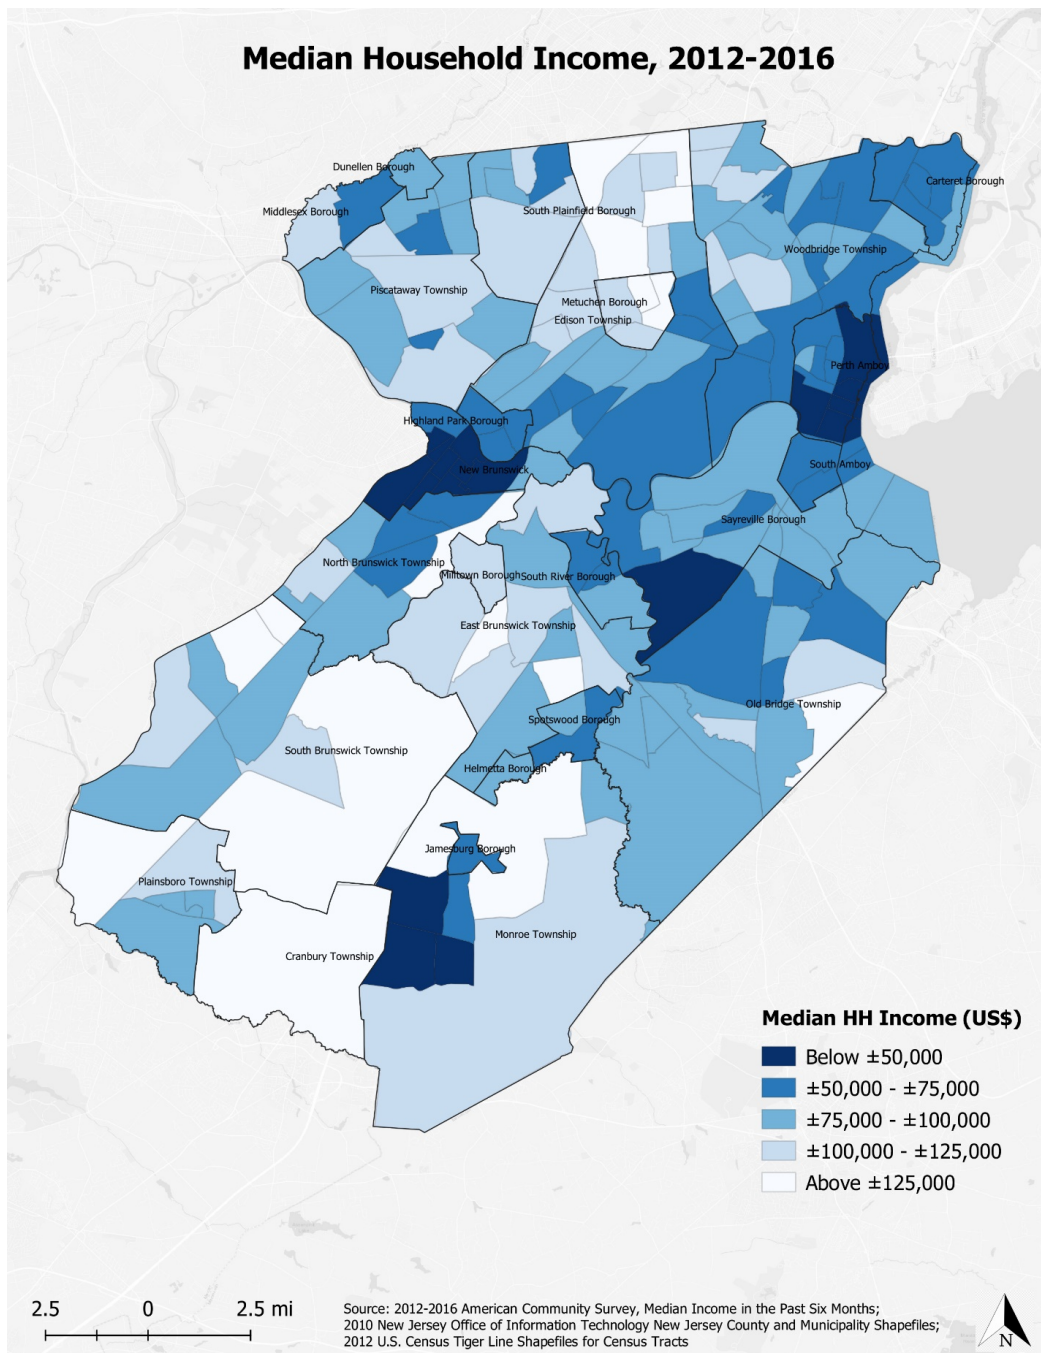 Median Household Income, 2012-2016
Dunellen Borough
Carteret Borough
Middlesex Borough
South Plainfield Borough
Woodbridge Township
Piscataway Township
Metuchen Borough
Edison Township
Perth Amboy
Highland Park Borough
South Amboy
New Brunswick
Sayreville Borough
North Brunswick Township
Milltown Borough
South River Borough
East Brunswick Township
Old Bridge Township
Spotswood Borough
South Brunswick Township
Helmetta Borough
Jamesburg Borough
Plainsboro Township
Monroe Township
Cranbury Township
Median HH Income (US$)
Below ±50,000
±50,000 - ±75,000
±75,000 - ±100,000
±100,000 - ±125,000
Above ±125,000
2.5 0 2.5 mi
Source: 2012-2016 American Community Survey, Median Income in the Past Six Months;
2010 New Jersey Office of Information Technology New Jersey County and Municipality Shapefiles;
2012 U.S. Census Tiger Line Shapefiles for Census Tracts
N